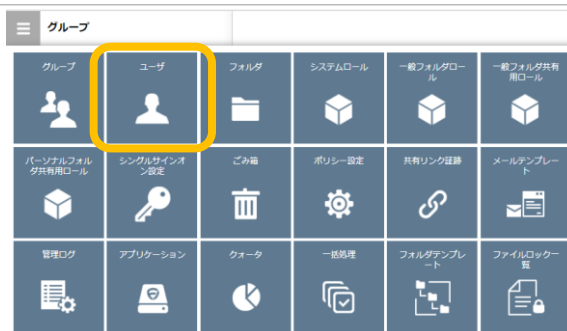 グループ
グループ
ユーザ
フォルダ
システムロール
一般フォルダロー
ル
一般フォルダ共有
用ロール
パーソナルフォル
ダ共有用ロール
シングルサインオ
ン設定
ごみ箱
ポリシー設定
共有リンク証跡
メールテンプレー
ト
管理ログ
アプリケーション
クォータ
一括処理
フォルダテンプレ
ート
ファイルロック一
覧